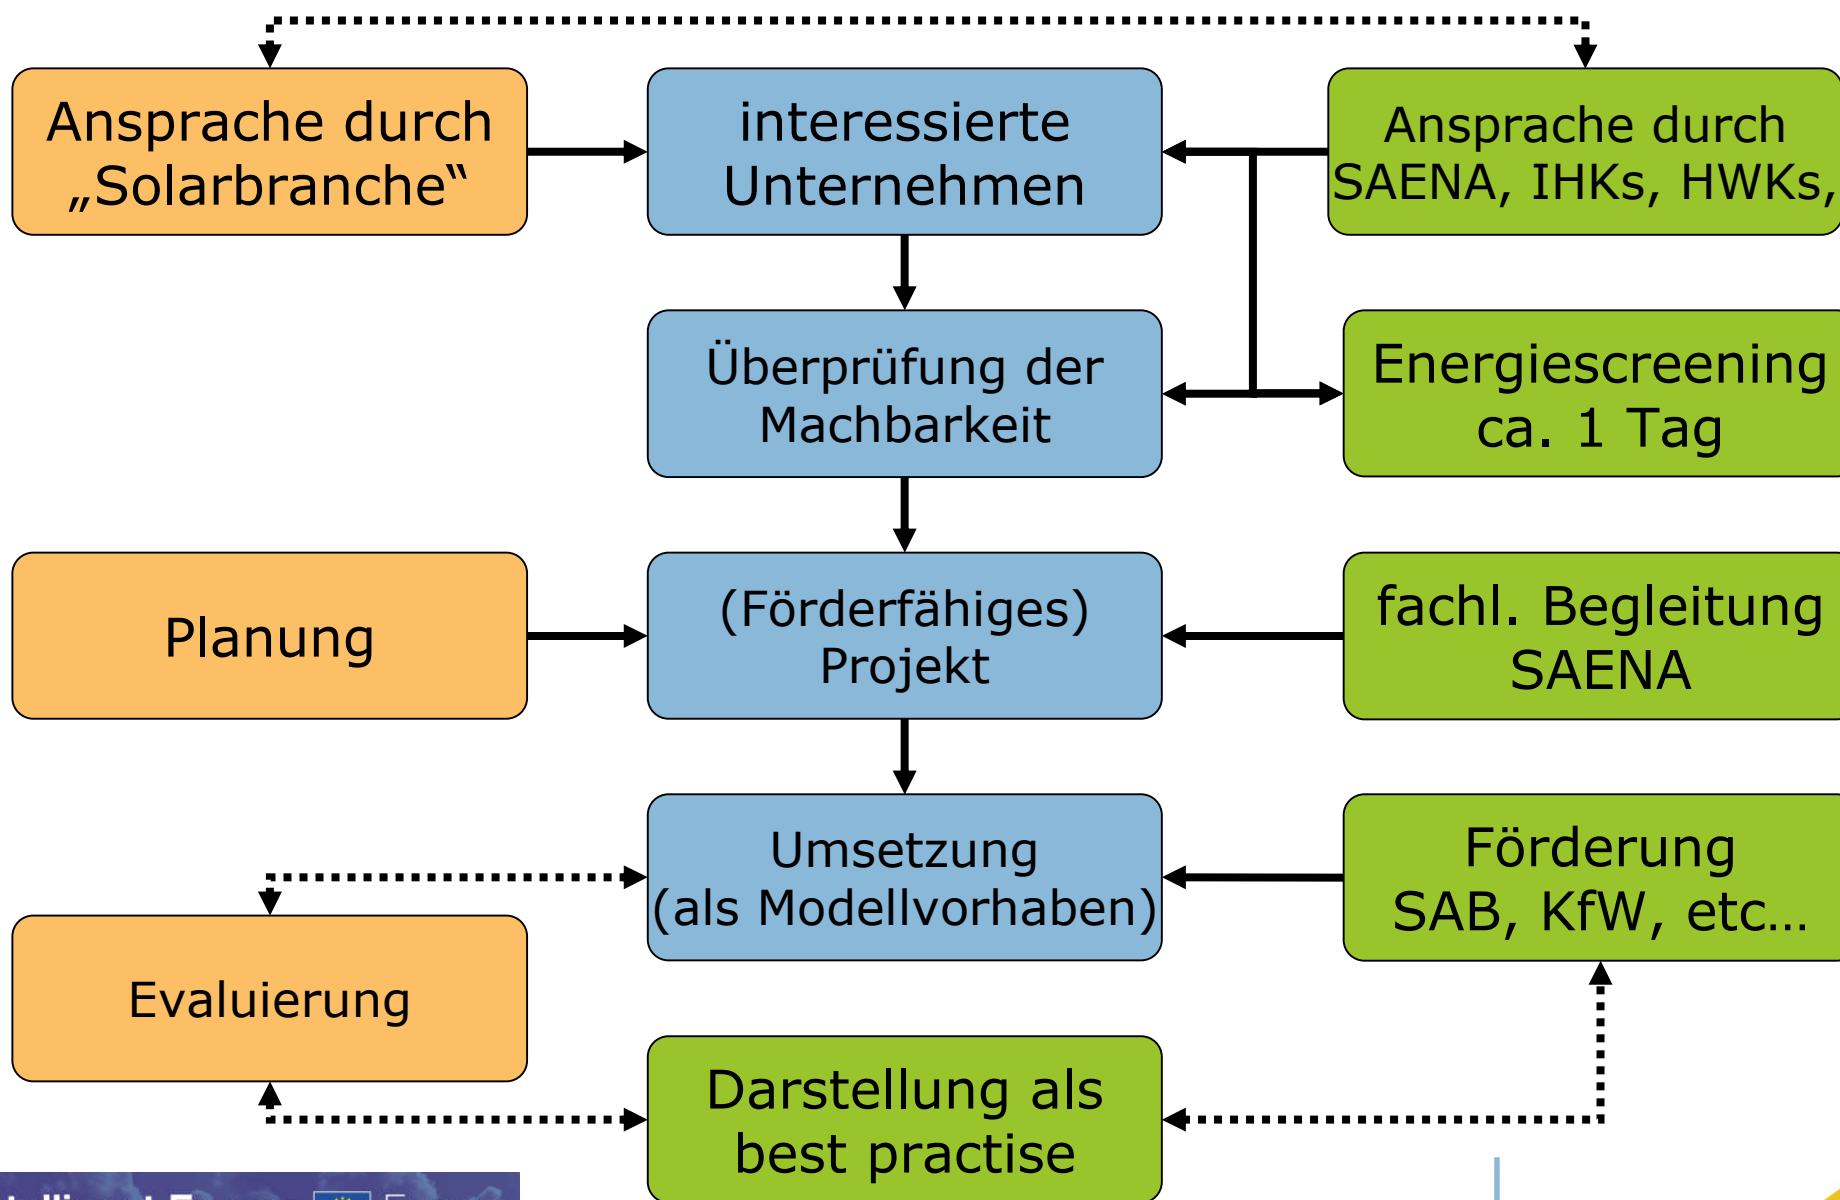 Ansprache durch
„Solarbranche“
interessierte
Unternehmen
Ansprache durch
SAENA, IHKs, HWKs,
Überprüfung der
Machbarkeit
Energiescreening
ca. 1 Tag
Planung
(Förderfähiges)
Projekt
fachl. Begleitung
SAENA
Umsetzung
(als Modellvorhaben)
Förderung
SAB, KfW, etc…
Evaluierung
Darstellung als
best practise